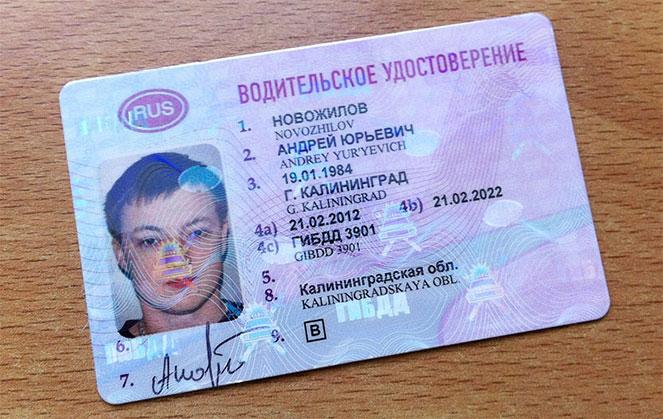 RUS
ВОДИТЕЛЬСКОЕ УДОСТОВЕРЕНИЕ
1. НОВОЖИЛОВ
NOVOZHILOV
2. АНДРЕЙ ЮРЬЕВИЧ
ANDREY YUR'YEVICH
3. 19.01.1984
Г. КАЛИНИНГРАД
G. KALININGRAD
4a) 21.02.2012 4b) 21.02.2022
4c) ГИБДД 3901
GIBDD 3901
5.
8. Калининградская обл.
KALININGRADSKAYA OBL.
6.
ГИБДД
9. B
7.